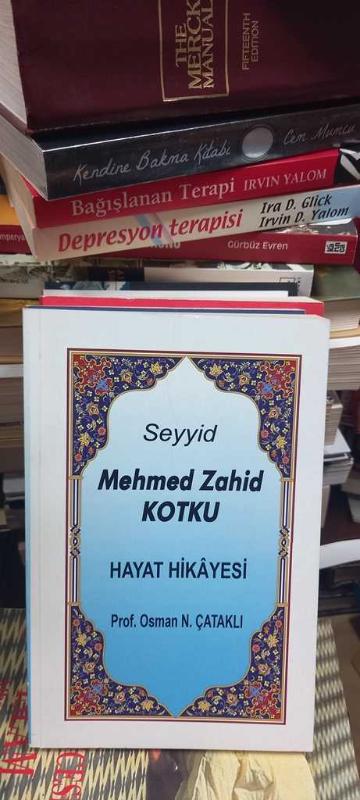 THE
MERCK
MANUAL
FIFTEENTH
EDITION
Kendine Bakma Kitabı Cem Mumcu
Bağışlanan Terapi IRVIN YALOM
Depresyon terapisi Ira D. Glick
Irvin D. Yalom
Gürbüz Evren
Seyyid
Mehmed Zahid
KOTKU
HAYAT HİKÂYESİ
Prof. Osman N. ÇATAKLI